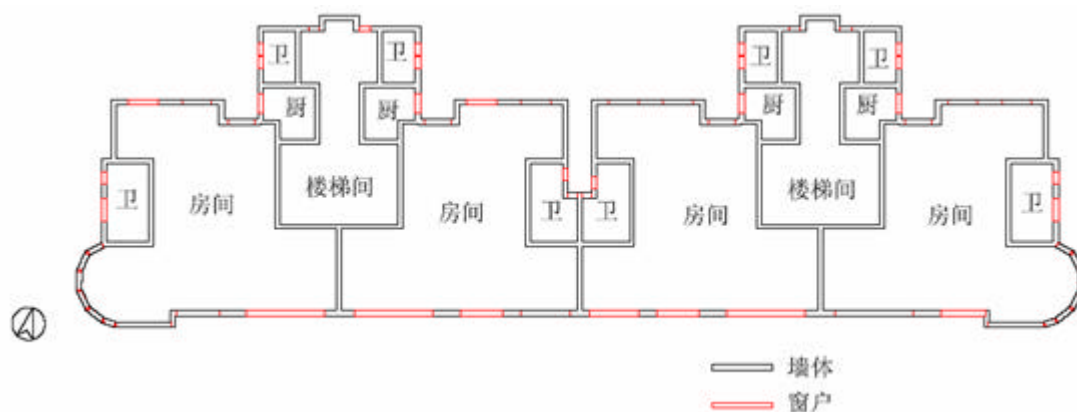 卫 卫 卫 卫
厨 厨 厨 厨
卫 房间 楼梯间 房间 卫 卫 房间 楼梯间 房间 卫
墙休
窗户